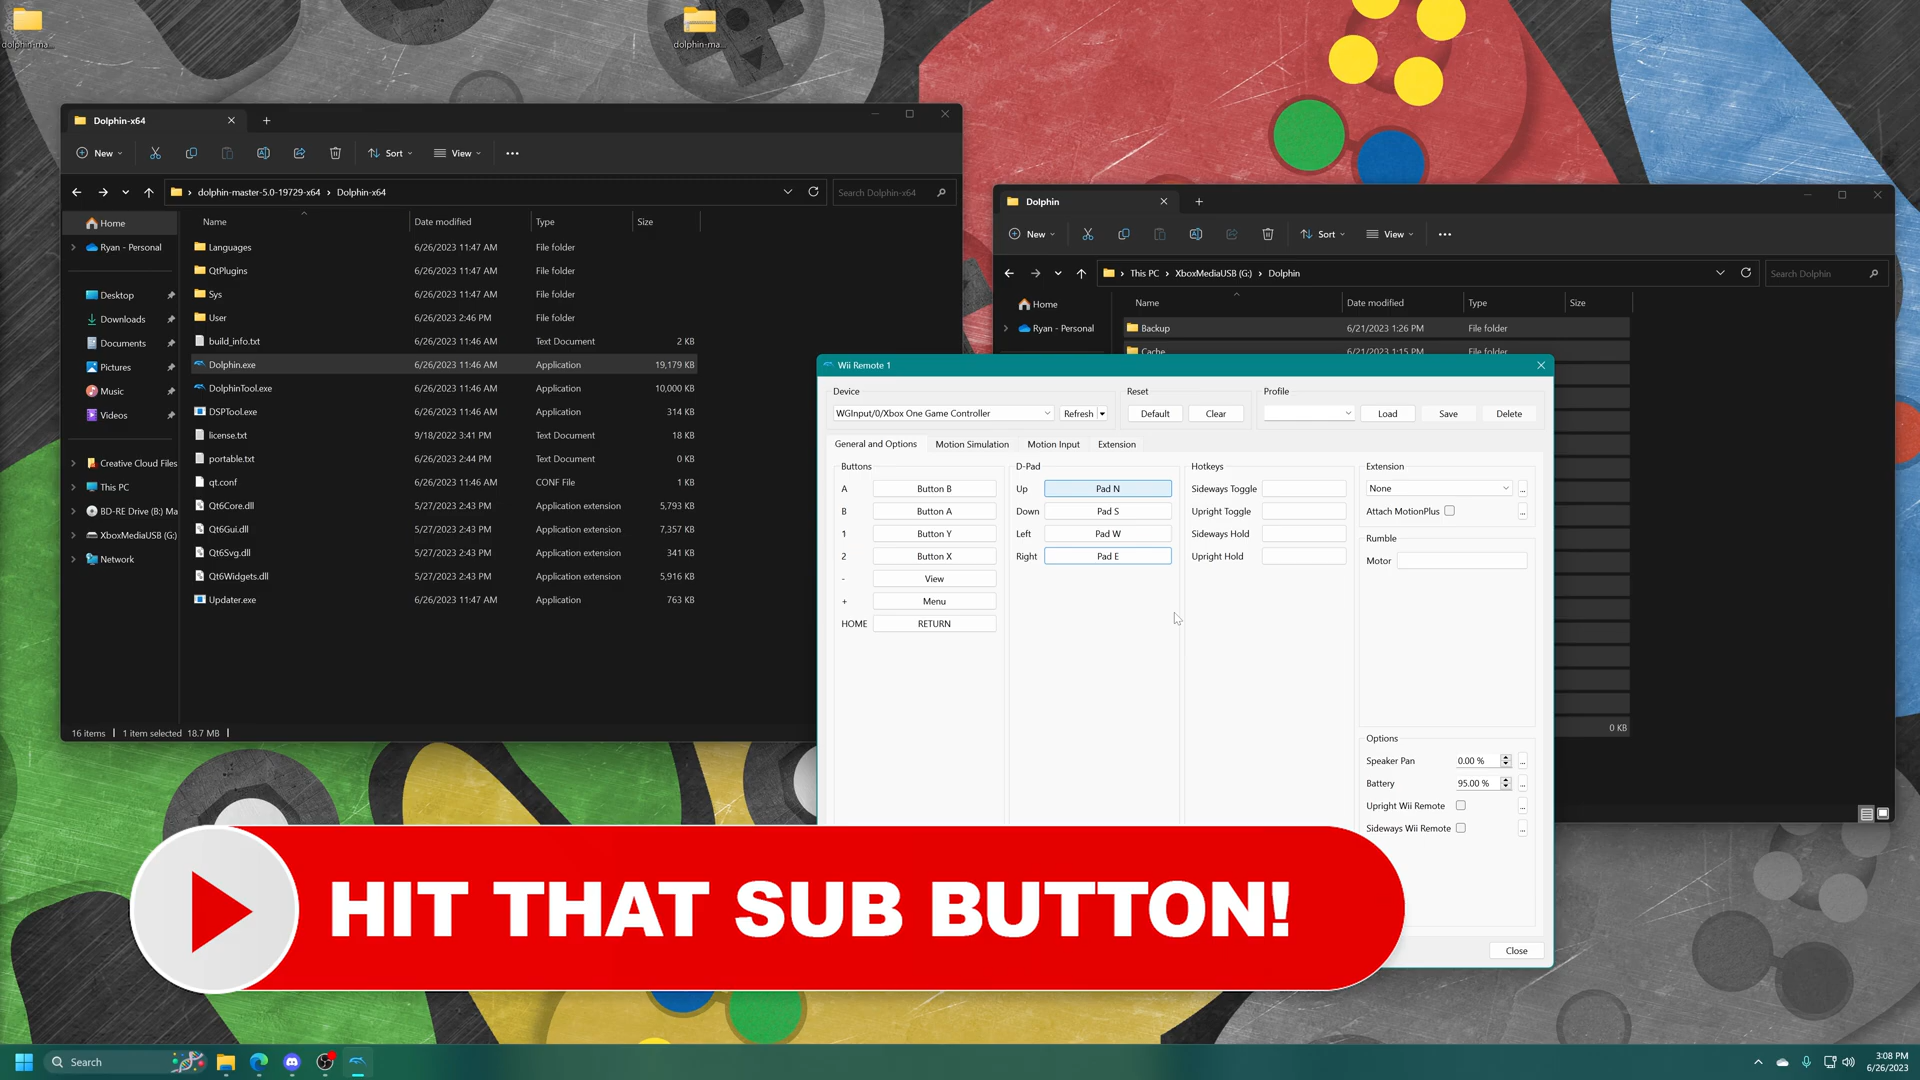 dolphin-ma...
dolphin-ma...
Dolphin-x64
New
Sort
View
dolphin-master-5.0-19729-x64 > Dolphin-x64
Search Dolphin-x64
Home
Ryan - Personal
Desktop
Downloads
Documents
Pictures
Music
Videos
Creative Cloud Files
This PC
BD-RE Drive (B:) Ma
XboxMediaUSB (G:)
Network
Name Date modified Type Size
Languages 6/26/2023 11:47 AM File folder
QtPlugins 6/26/2023 11:47 AM File folder
Sys 6/26/2023 11:47 AM File folder
User 6/26/2023 2:46 PM File folder
build_info.txt 6/26/2023 11:46 AM Text Document 2 KB
Dolphin.exe 6/26/2023 11:46 AM Application 19,179 KB
DolphinTool.exe 6/26/2023 11:46 AM Application 10,000 KB
DSPTool.exe 6/26/2023 11:46 AM Application 314 KB
license.txt 9/18/2022 3:41 PM Text Document 18 KB
portable.txt 6/26/2023 2:44 PM Text Document 0 KB
qt.conf 6/26/2023 11:46 AM CONF File 1 KB
Qt6Core.dll 5/27/2023 2:43 PM Application extension 5,793 KB
Qt6Gui.dll 5/27/2023 2:43 PM Application extension 7,357 KB
Qt6Svg.dll 5/27/2023 2:43 PM Application extension 341 KB
Qt6Widgets.dll 5/27/2023 2:43 PM Application extension 5,916 KB
Updater.exe 6/26/2023 11:47 AM Application 763 KB
16 items 1 item selected 18.7 MB
Dolphin
New
Sort
View
This PC > XboxMediaUSB (G:) > Dolphin
Search Dolphin
Home
Ryan - Personal
Name Date modified Type Size
Backup 6/21/2023 1:26 PM File folder
Cache 6/21/2023 1:15 PM File folder
0 KB
Wii Remote 1
Device
WGInput/0/Xbox One Game Controller
Refresh
Reset
Default Clear
Profile
Load Save Delete
General and Options Motion Simulation Motion Input Extension
Buttons
A Button B
B Button A
1 Button Y
2 Button X
- View
+ Menu
HOME RETURN
D-Pad
Up Pad N
Down Pad S
Left Pad W
Right Pad E
Hotkeys
Sideways Toggle
Upright Toggle
Sideways Hold
Upright Hold
Extension
None ...
Attach MotionPlus ...
Rumble
Motor
Options
Speaker Pan 0.00 % ...
Battery 95.00 % ...
Upright Wii Remote ...
Sideways Wii Remote ...
Close
HIT THAT SUB BUTTON!
Search
3:08 PM
6/26/2023